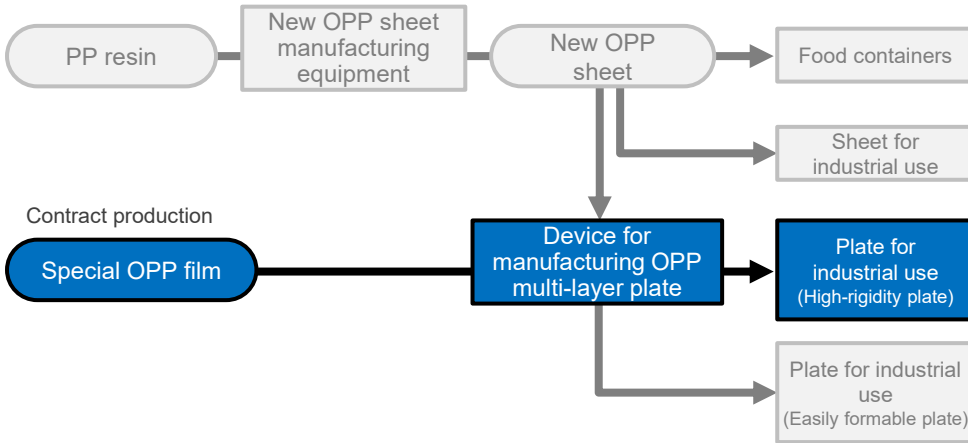 New OPP sheet
manufacturing
equipment
PP resin
New OPP
sheet
Food containers
Sheet for
industrial use
Contract production
Special OPP film
Device for
manufacturing OPP
multi-layer plate
Plate for
industrial use
(High-rigidity plate)
Plate for industrial
use
(Easily formable plate)